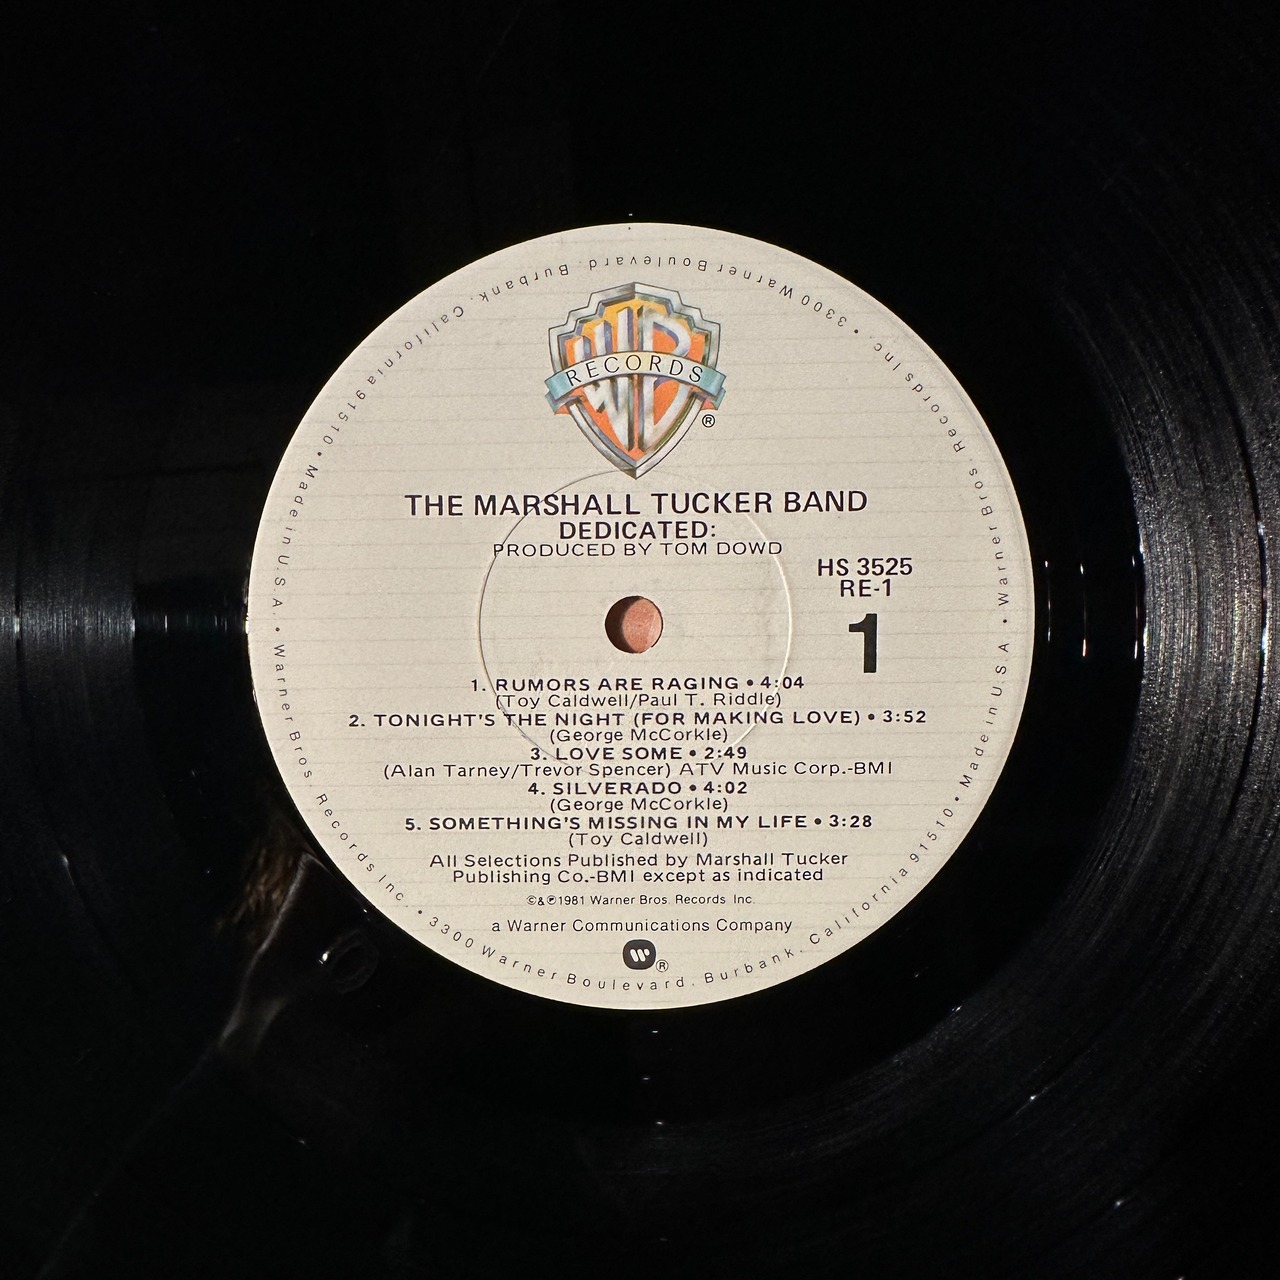 WB
RECORDS
®
THE MARSHALL TUCKER BAND
DEDICATED:
PRODUCED BY TOM DOWD
HS 3525
RE-1
1
1. RUMORS ARE RAGING • 4:04
(Toy Caldwell/Paul T. Riddle)
2. TONIGHT'S THE NIGHT (FOR MAKING LOVE) • 3:52
(George McCorkle)
3. LOVE SOME • 2:49
(Alan Tarney/Trevor Spencer) ATV Music Corp.-BMI
4. SILVERADO • 4:02
(George McCorkle)
5. SOMETHING'S MISSING IN MY LIFE • 3:28
(Toy Caldwell)
All Selections Published by Marshall Tucker
Publishing Co.-BMI except as indicated
©&℗1981 Warner Bros. Records Inc.
a Warner Communications Company
W ®
Made in U.S.A. • Warner Bros. Records Inc. • 3300 Warner Boulevard, Burbank, California 91510 • Made in U.S.A. • Warner Bros. Records Inc. • 3300 Warner Boulevard, Burbank, California 91510 •